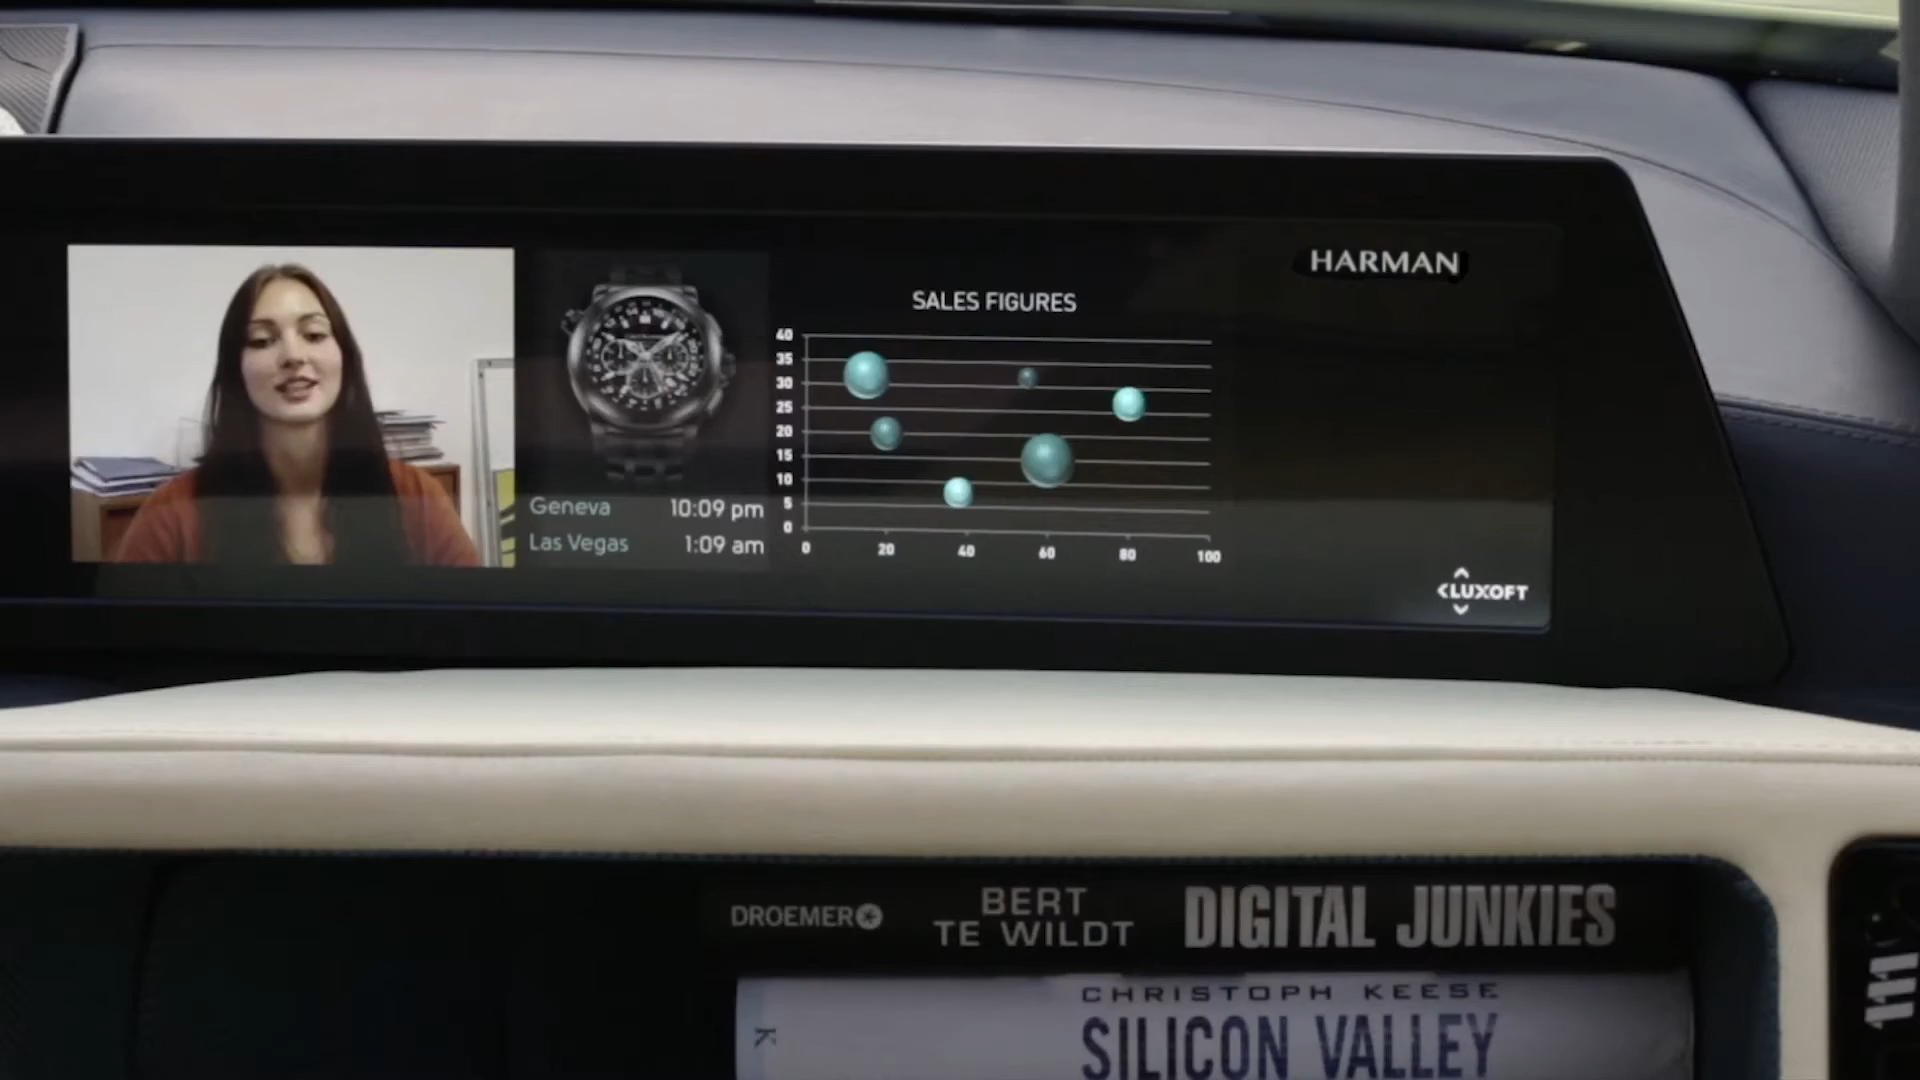 HARMAN
SALES FIGURES
40
35
30
25
20
15
10
5
0
0 20 40 60 80 100
Geneva 10:09 pm
Las Vegas 1:09 am
LUXOFT
DROEMER
BERT
TE WILDT
DIGITAL JUNKIES
CHRISTOPH KEESE
SILICON VALLEY
K